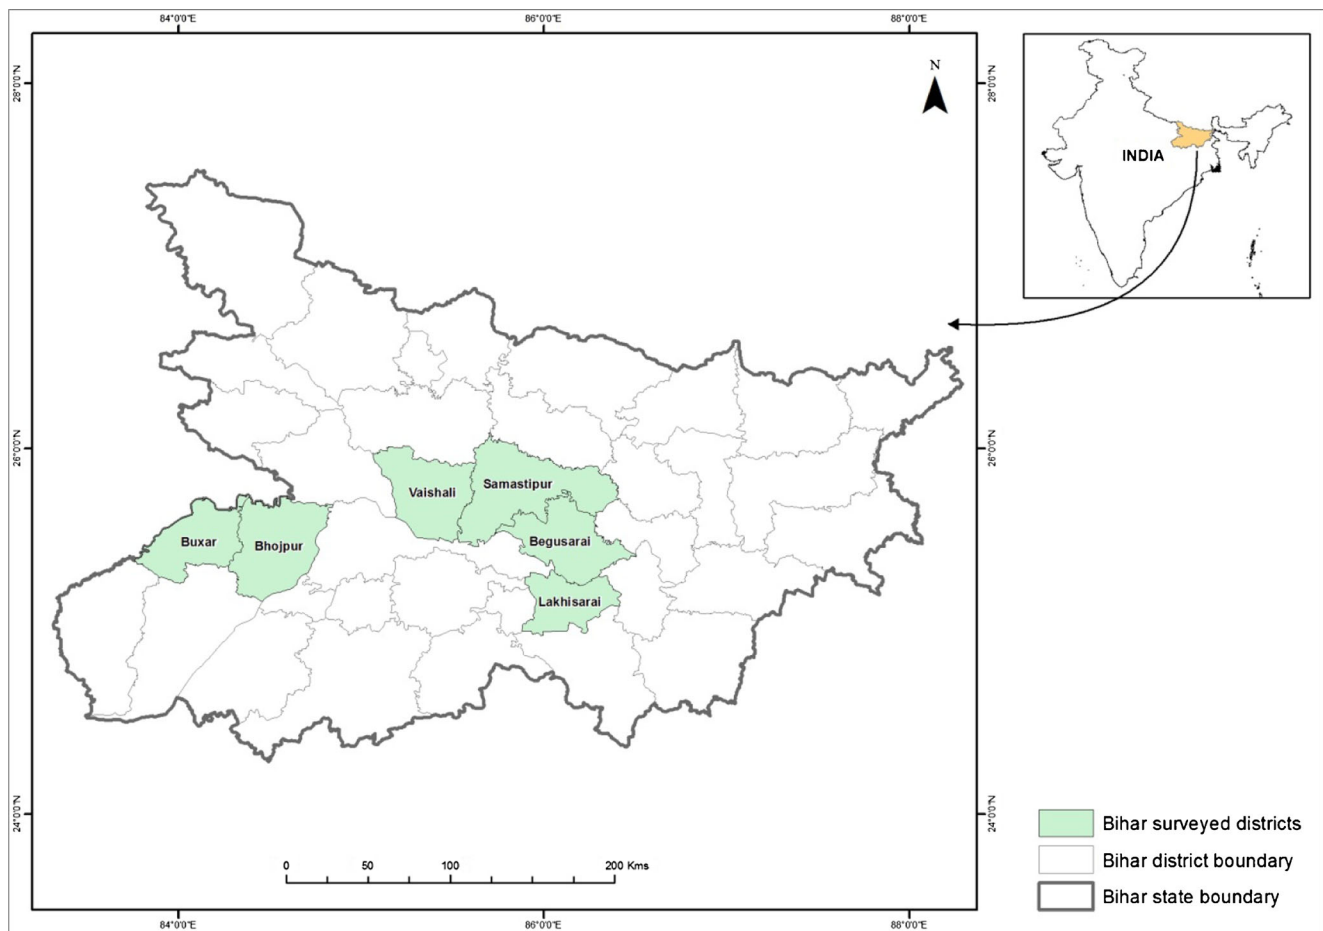 84°0'0"E
86°0'0"E
88°0'0"E
28°0'0"N
28°0'0"N
N
INDIA
26°0'0"N
26°0'0"N
Vaishali
Samastipur
Buxar
Bhojpur
Begusarai
Lakhisarai
24°0'0"N
24°0'0"N
0 50 100 200 Kms
84°0'0"E
86°0'0"E
88°0'0"E
Bihar surveyed districts
Bihar district boundary
Bihar state boundary